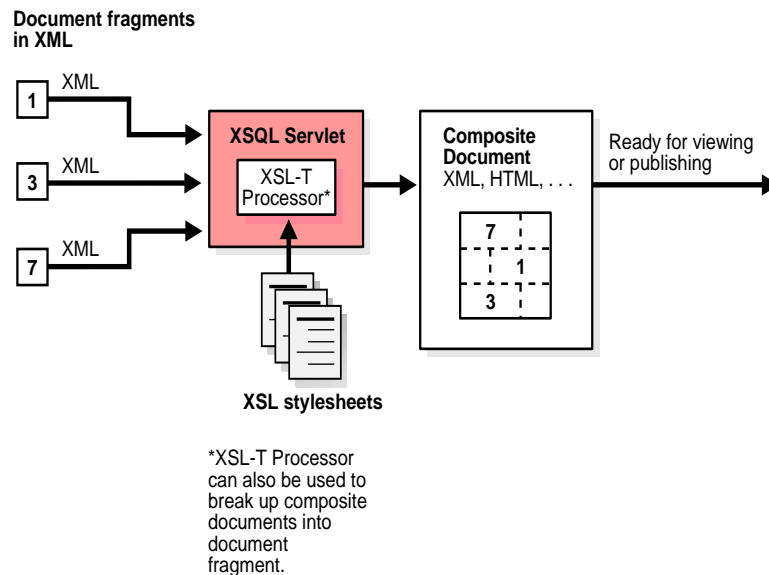 Document fragments
in XML
1
XML
3
XML
7
XML
XSQL Servlet
XSL-T
Processor*
XSL stylesheets
Composite
Document
XML, HTML, . . .
7
1
3
Ready for viewing
or publishing
*XSL-T Processor
can also be used to
break up composite
documents into
document
fragment.